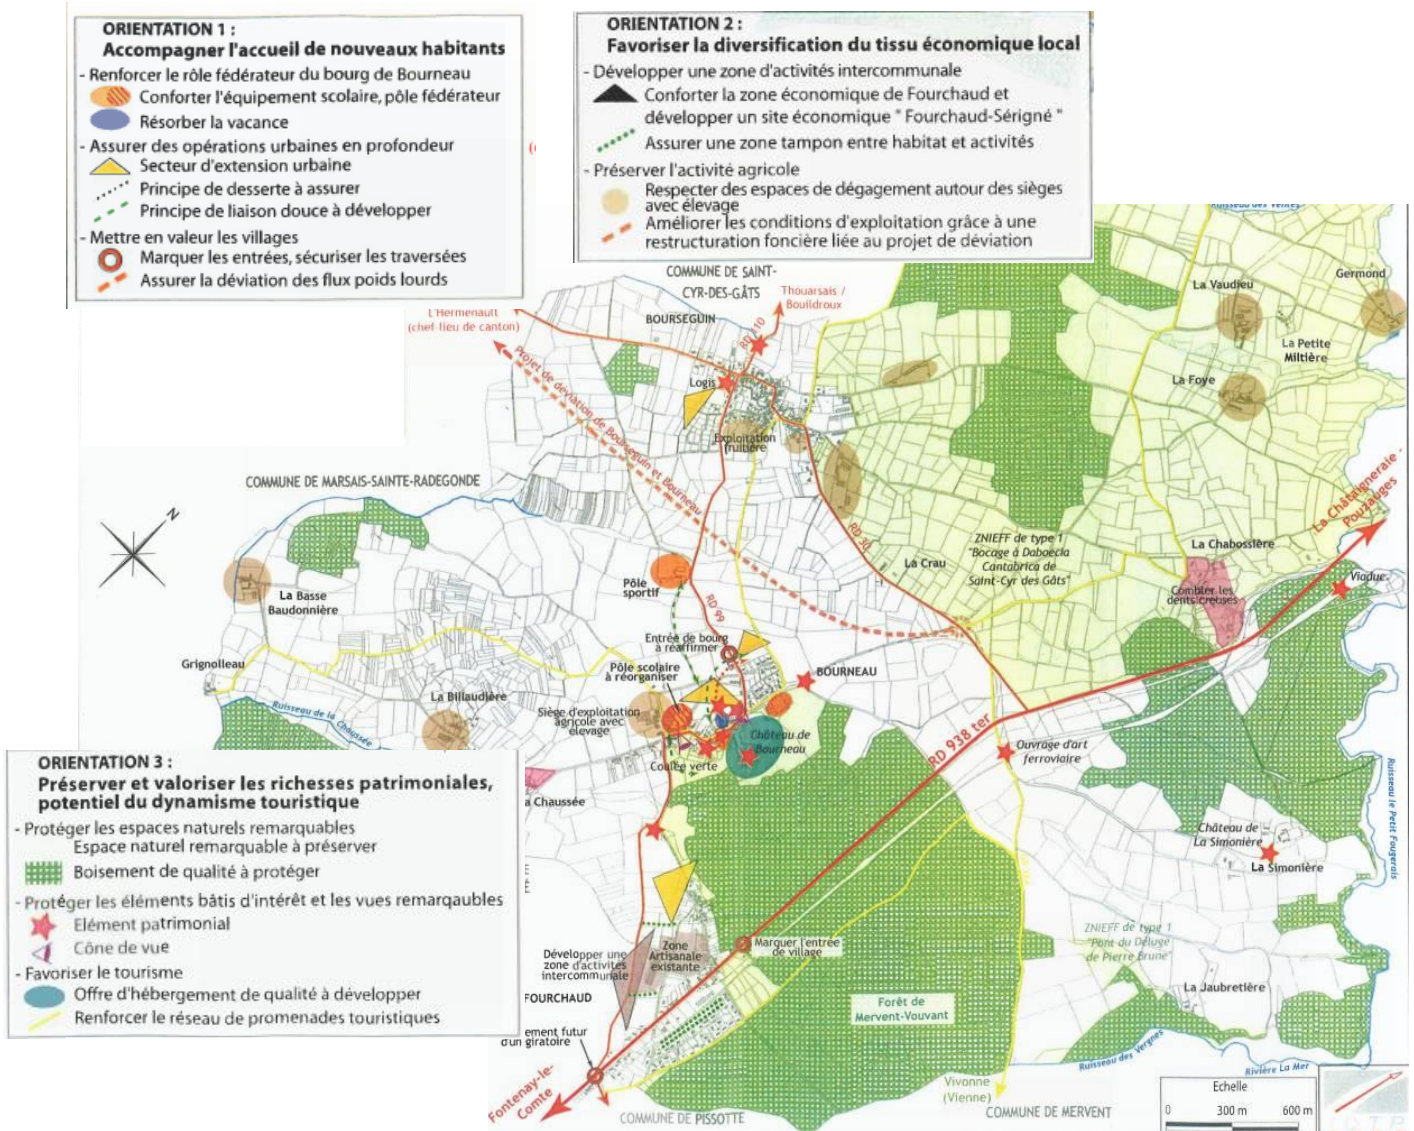 ORIENTATION 1 :
Accompagner l'accueil de nouveaux habitants
- Renforcer le rôle fédérateur du bourg de Bourneau
Conforter l'équipement scolaire, pôle fédérateur
Résorber la vacance
- Assurer des opérations urbaines en profondeur
Secteur d'extension urbaine
Principe de desserte à assurer
Principe de liaison douce à développer
- Mettre en valeur les villages
Marquer les entrées, sécuriser les traversées
Assurer la déviation des flux poids lourds
ORIENTATION 2 :
Favoriser la diversification du tissu économique local
- Développer une zone d'activités intercommunale
Conforter la zone économique de Fourchaud et
développer un site économique " Fourchaud-Sérigné "
Assurer une zone tampon entre habitat et activités
- Préserver l'activité agricole
Respecter des espaces de dégagement autour des sièges
avec élevage
Améliorer les conditions d'exploitation grâce à une
restructuration foncière liée au projet de déviation
COMMUNE DE SAINT-
CYR-DES-GÂTS
Thouarsais /
Bouildroux
L'Hermenault
(chef-lieu de canton)
BOURSEGUIN
RD 110
Logis
Projet de déviation de Bourseguin et Bourneau
Exploitation
fruitière
La Vaudieu
Germond
La Petite
Miltière
La Foye
COMMUNE DE MARSAIS-SAINTE-RADEGONDE
N
La Châtaigneraie -
Pouzauges
RD 30
ZNIEFF de type 1
"Bocage à Daboecia
Cantabrica de
Saint-Cyr des Gâts"
La Crau
La Chabossière
Viaduc
Combler les
dents creuses
La Basse
Baudonnière
Pôle
sportif
RD 99
Entrée de bourg
à réaffirmer
Grignolleau
Pôle scolaire
à réorganiser
BOURNEAU
La Billaudière
Ruisseau de la Chaussée
Siège d'exploitation
agricole avec
élevage
Château de
Bourneau
Coulée verte
RD 938 ter
Ouvrage d'art
ferroviaire
Ruisseau le Petit Fougerais
a Chaussée
Château de
La Simonière
La Simonière
ORIENTATION 3 :
Préserver et valoriser les richesses patrimoniales,
potentiel du dynamisme touristique
- Protéger les espaces naturels remarquables
Espace naturel remarquable à préserver
Boisement de qualité à protéger
- Protéger les éléments bâtis d'intérêt et les vues remarqaubles
Elément patrimonial
Cône de vue
- Favoriser le tourisme
Offre d'hébergement de qualité à développer
Renforcer le réseau de promenades touristiques
Développer une
zone d'activités
intercommunale
Zone
Artisanale
existante
Marquer l'entrée
de village
ZNIEFF de type 1
"Pont du Déluge
de Pierre Brune"
FOURCHAUD
La Jaubretière
Forêt de
Mervent-Vouvant
ement futur
d'un giratoire
Ruisseau des Vergnes
Rivière La Mer
Fontenay-le-
Comte
Vivonne
(Vienne)
COMMUNE DE PISSOTTE
COMMUNE DE MERVENT
Echelle
0 300 m 600 m